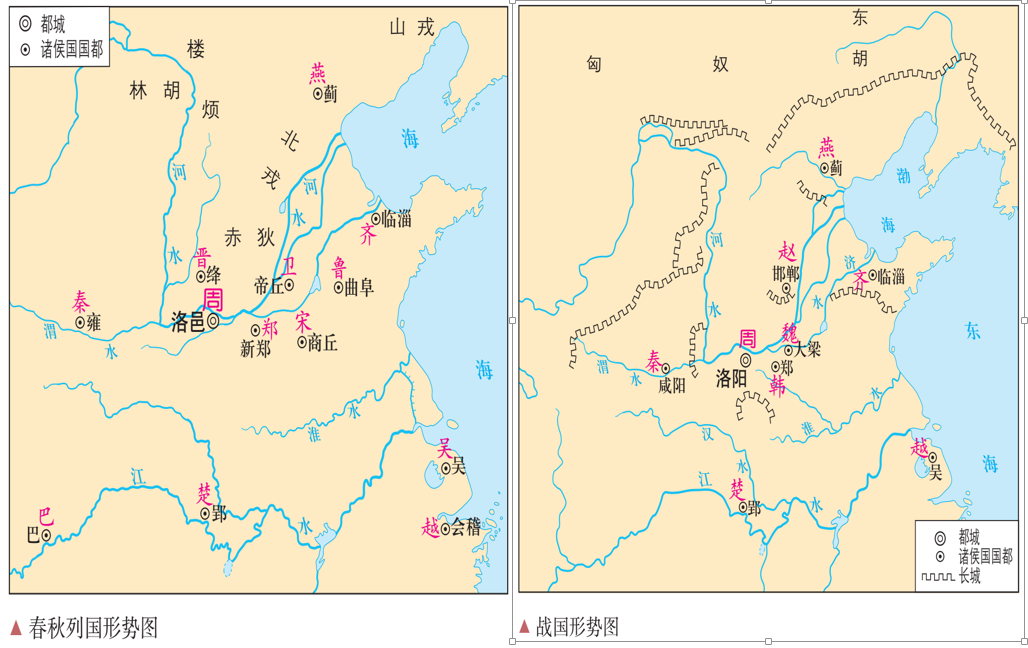 都城
诸侯国国都
山戎
楼
林胡
烦
燕
蓟
北
戎
海
河
水
河
水
赤狄
临淄
齐
晋
绛
卫
帝丘
鲁
曲阜
秦
雍
周
洛邑
郑
新郑
宋
商丘
渭
水
海
淮
水
吴
吴
江
楚
郢
水
巴
巴
越
会稽
春秋列国形势图
东
胡
匈奴
燕
蓟
渤
海
河
水
赵
邯郸
济
水
齐
临淄
东
海
周
洛阳
魏
大梁
秦
咸阳
郑
韩
渭
水
汉
水
淮
水
越
吴
江
水
楚
郢
都城
诸侯国国都
长城
战国形势图